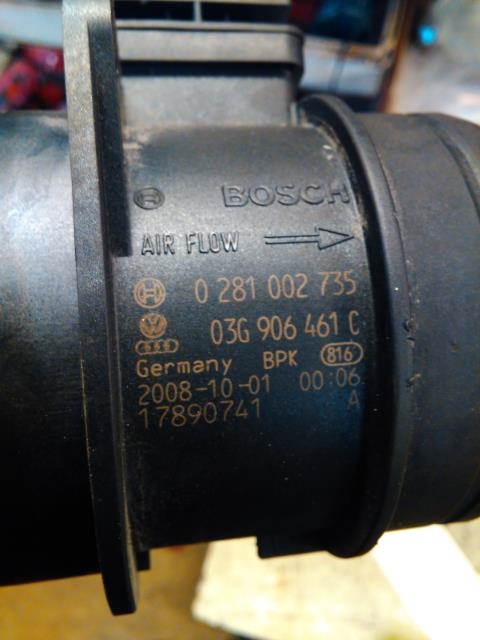 BOSCH
AIR FLOW
0 281 002 735
03G 906 461 C
Germany BPK 816
2008-10-01 00:06
17890741 A